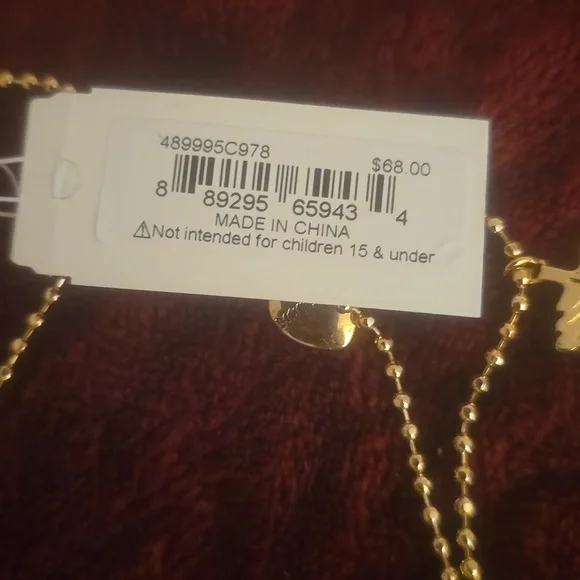 489995C978
$68.00
8 89295 65943 4
MADE IN CHINA
⚠Not intended for children 15 & under